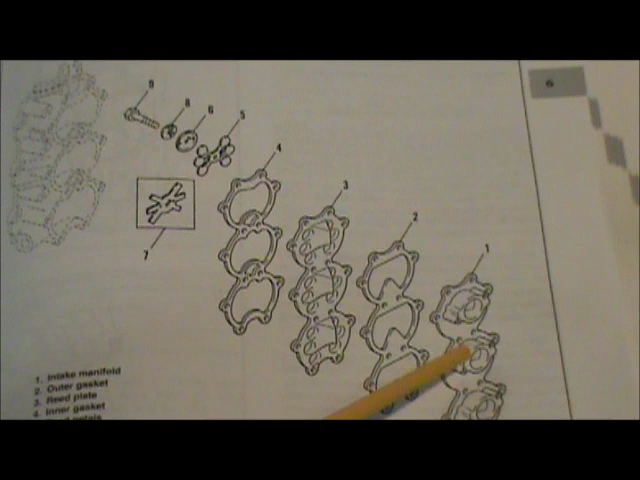 6
9
8
6
5
4
3
2
1
7
1. Intake manifold
2. Outer gasket
3. Reed plate
4. Inner gasket